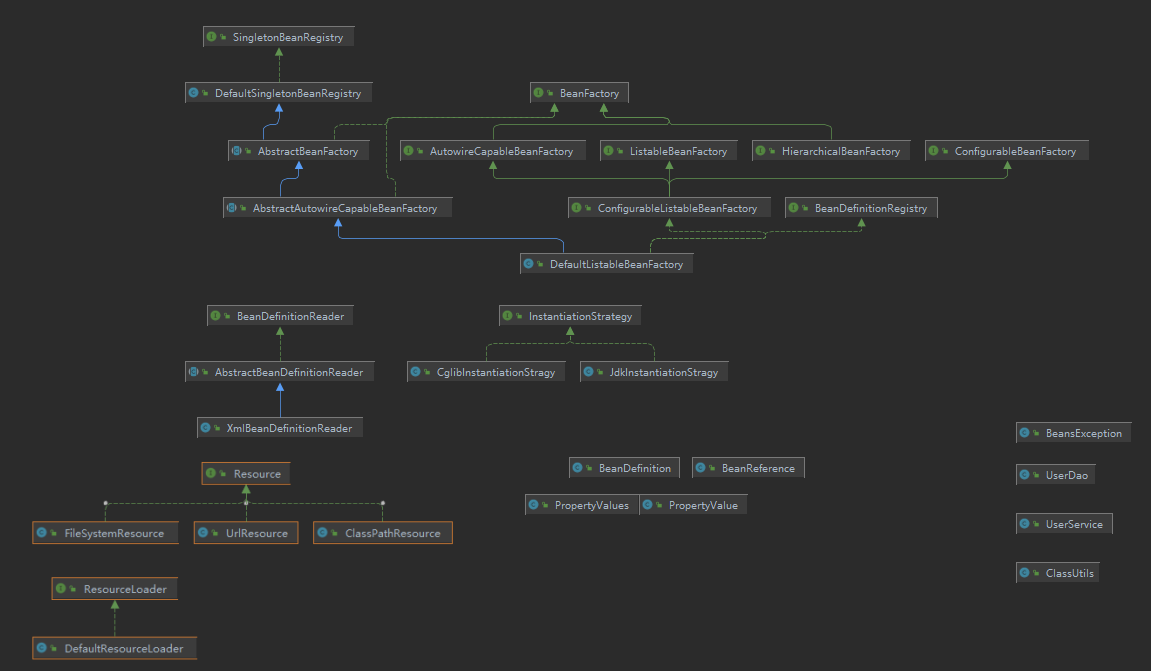 SingletonBeanRegistry
DefaultSingletonBeanRegistry
BeanFactory
AbstractBeanFactory
AutowireCapableBeanFactory
ListableBeanFactory
HierarchicalBeanFactory
ConfigurableBeanFactory
AbstractAutowireCapableBeanFactory
ConfigurableListableBeanFactory
BeanDefinitionRegistry
DefaultListableBeanFactory
BeanDefinitionReader
InstantiationStrategy
AbstractBeanDefinitionReader
CglibInstantiationStragy
JdkInstantiationStragy
XmlBeanDefinitionReader
BeansException
Resource
BeanDefinition
BeanReference
UserDao
PropertyValues
PropertyValue
FileSystemResource
UrlResource
ClassPathResource
UserService
ResourceLoader
ClassUtils
DefaultResourceLoader